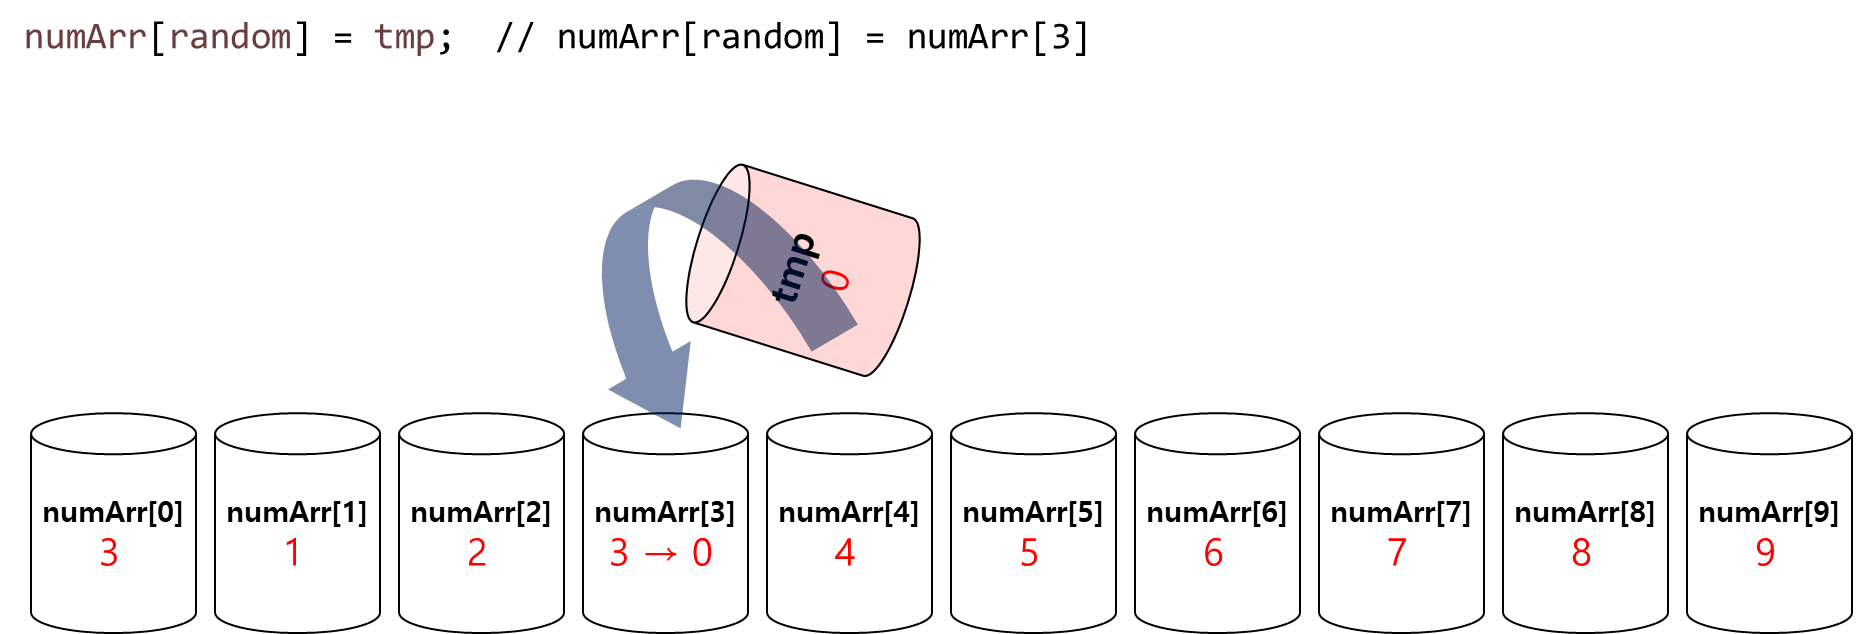 numArr[random] = tmp;  // numArr[random] = numArr[3]
tmp
0
numArr[0] numArr[1] numArr[2] numArr[3] numArr[4] numArr[5] numArr[6] numArr[7] numArr[8] numArr[9]
3 1 2 3 → 0 4 5 6 7 8 9